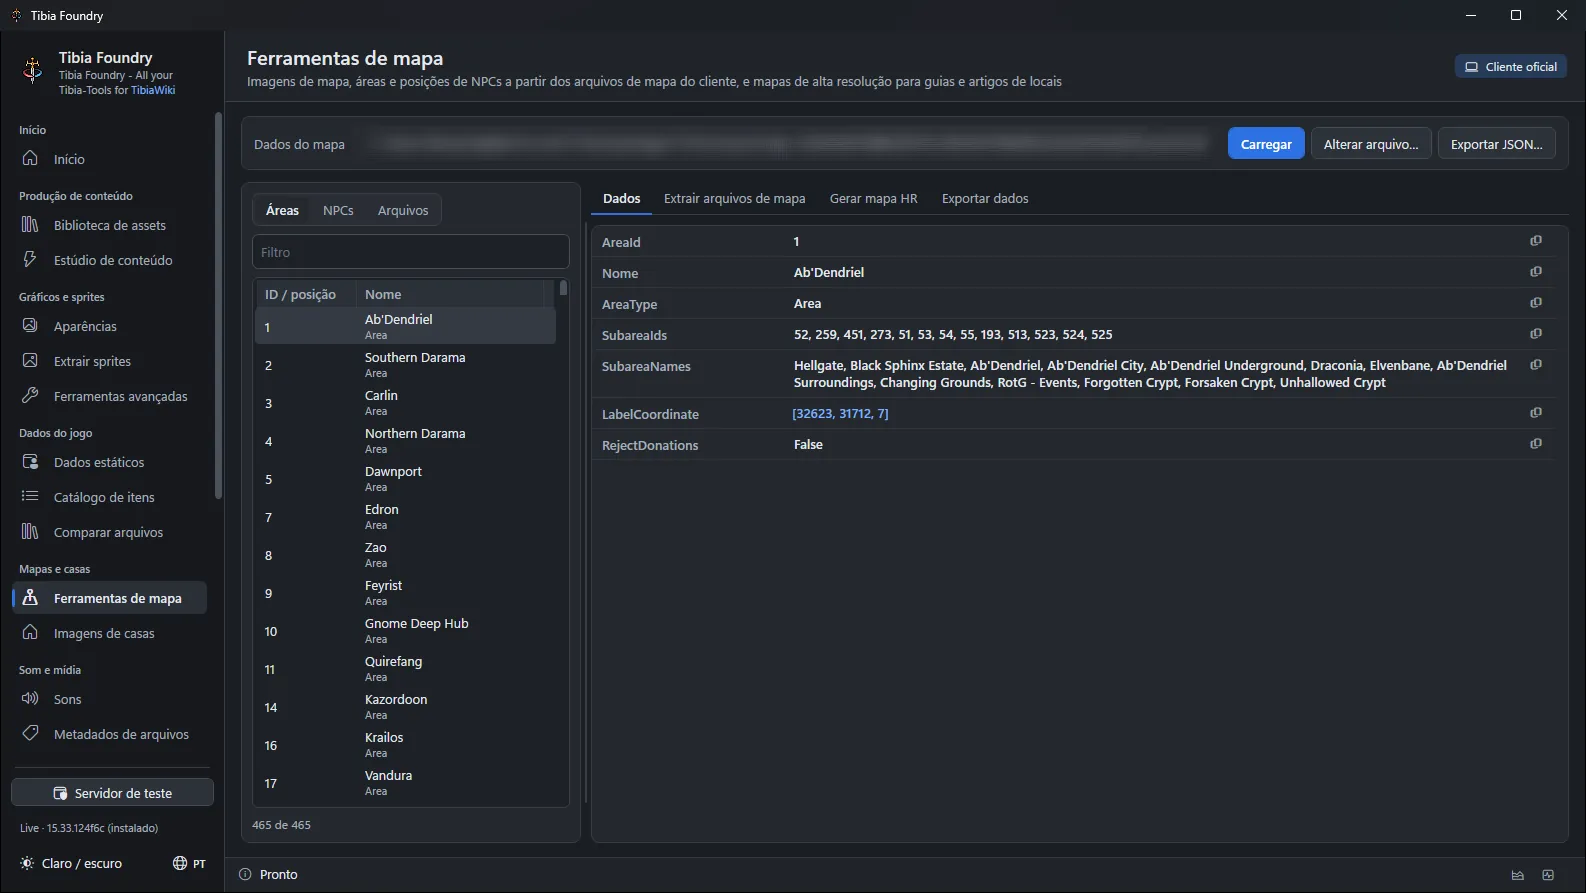 Tibia Foundry
Tibia Foundry
Tibia Foundry - All your
Tibia-Tools for TibiaWiki
Início
Início
Produção de conteúdo
Biblioteca de assets
Estúdio de conteúdo
Gráficos e sprites
Aparências
Extrair sprites
Ferramentas avançadas
Dados do jogo
Dados estáticos
Catálogo de itens
Comparar arquivos
Mapas e casas
Ferramentas de mapa
Imagens de casas
Som e mídia
Sons
Metadados de arquivos
Servidor de teste
Live · 15.33.124f6c (instalado)
Claro / escuro
PT
Ferramentas de mapa
Imagens de mapa, áreas e posições de NPCs a partir dos arquivos de mapa do cliente, e mapas de alta resolução para guias e artigos de locais
Cliente oficial
Dados do mapa
Carregar
Alterar arquivo...
Exportar JSON...
Áreas NPCs Arquivos
Filtro
ID / posição Nome
1 Ab'Dendriel
Area
2 Southern Darama
Area
3 Carlin
Area
4 Northern Darama
Area
5 Dawnport
Area
7 Edron
Area
8 Zao
Area
9 Feyrist
Area
10 Gnome Deep Hub
Area
11 Quirefang
Area
14 Kazordoon
Area
16 Krailos
Area
17 Vandura
Area
465 de 465
Dados Extrair arquivos de mapa Gerar mapa HR Exportar dados
AreaId 1
Nome Ab'Dendriel
AreaType Area
SubareaIds 52, 259, 451, 273, 51, 53, 54, 55, 193, 513, 523, 524, 525
SubareaNames Hellgate, Black Sphinx Estate, Ab'Dendriel, Ab'Dendriel City, Ab'Dendriel Underground, Draconia, Elvenbane, Ab'Dendriel
Surroundings, Changing Grounds, RotG - Events, Forgotten Crypt, Forsaken Crypt, Unhallowed Crypt
LabelCoordinate [32623, 31712, 7]
RejectDonations False
Pronto